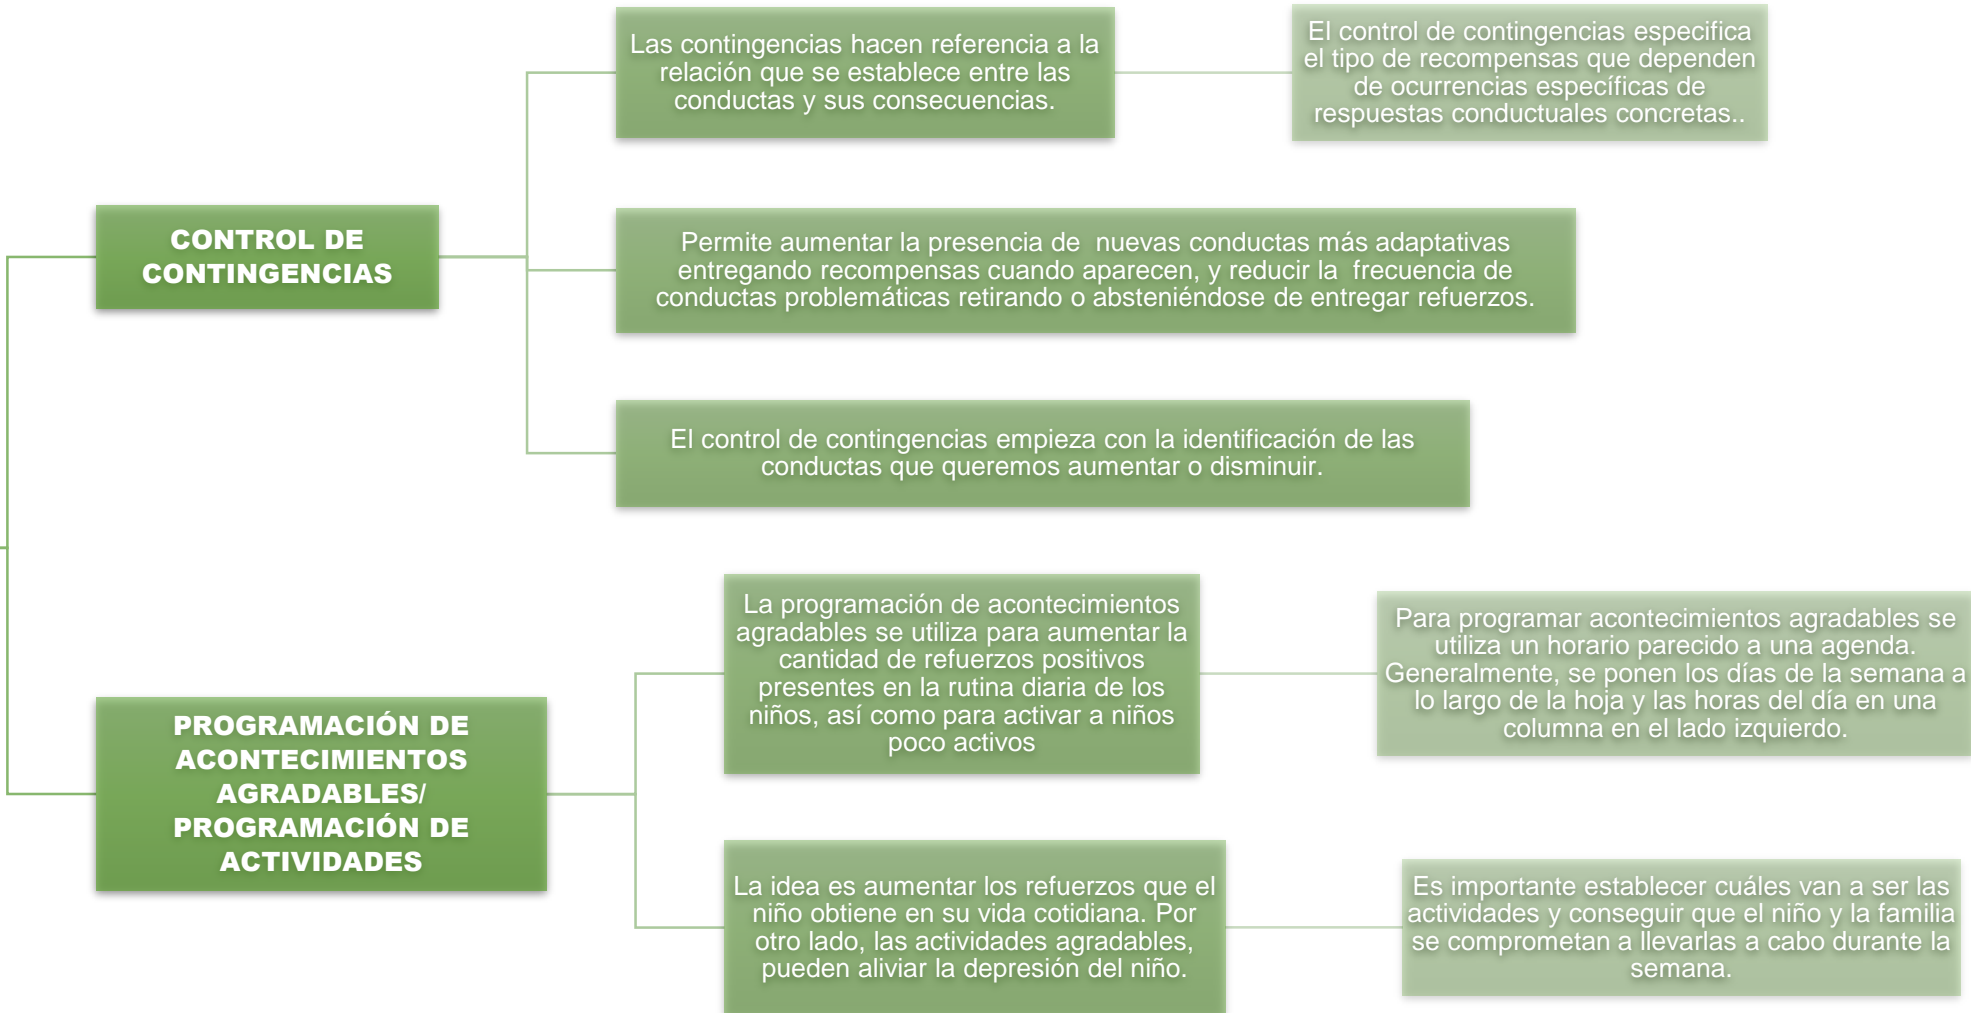 CONTROL DE
CONTINGENCIAS
Las contingencias hacen referencia a la
relación que se establece entre las
conductas y sus consecuencias.
El control de contingencias especifica
el tipo de recompensas que dependen
de ocurrencias específicas de
respuestas conductuales concretas..
Permite aumentar la presencia de  nuevas conductas más adaptativas
entregando recompensas cuando aparecen, y reducir la  frecuencia de
conductas problemáticas retirando o absteniéndose de entregar refuerzos.
El control de contingencias empieza con la identificación de las
conductas que queremos aumentar o disminuir.
PROGRAMACIÓN DE
ACONTECIMIENTOS
AGRADABLES/
PROGRAMACIÓN DE
ACTIVIDADES
La programación de acontecimientos
agradables se utiliza para aumentar la
cantidad de refuerzos positivos
presentes en la rutina diaria de los
niños, así como para activar a niños
poco activos
Para programar acontecimientos agradables se
utiliza un horario parecido a una agenda.
Generalmente, se ponen los días de la semana a
lo largo de la hoja y las horas del día en una
columna en el lado izquierdo.
La idea es aumentar los refuerzos que el
niño obtiene en su vida cotidiana. Por
otro lado, las actividades agradables,
pueden aliviar la depresión del niño.
Es importante establecer cuáles van a ser las
actividades y conseguir que el niño y la familia
se comprometan a llevarlas a cabo durante la
semana.